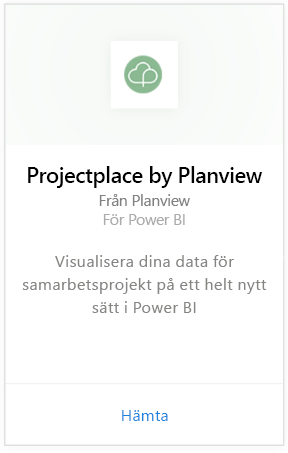 Projectplace by Planview
Från Planview
För Power BI
Visualisera dina data för
samarbetsprojekt på ett helt nytt
sätt i Power BI
Hämta